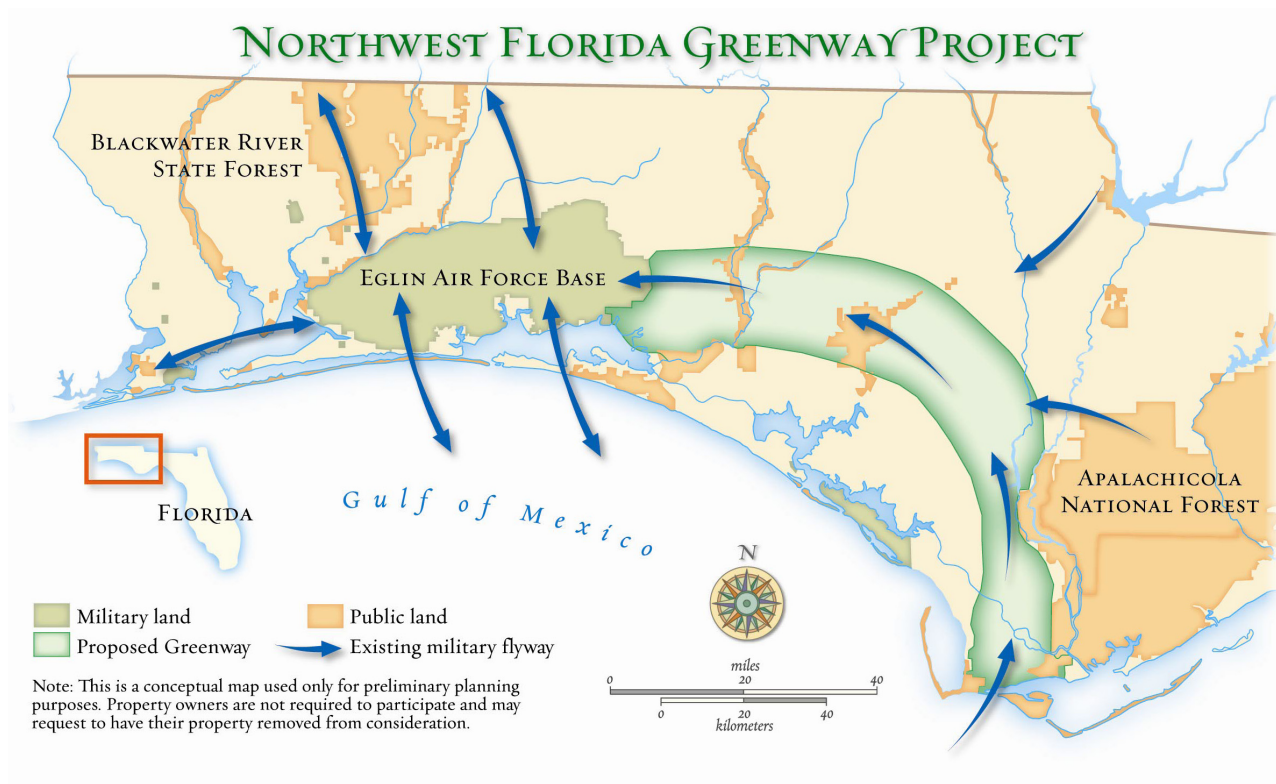 Northwest Florida Greenway Project
Blackwater River
State Forest
Eglin Air Force Base
Apalachicola
National Forest
Florida
Gulf of Mexico
N
Military land
Public land
Proposed Greenway
Existing military flyway
Note: This is a conceptual map used only for preliminary planning
purposes. Property owners are not required to participate and may
request to have their property removed from consideration.
miles
0 20 40
0 20 40
kilometers